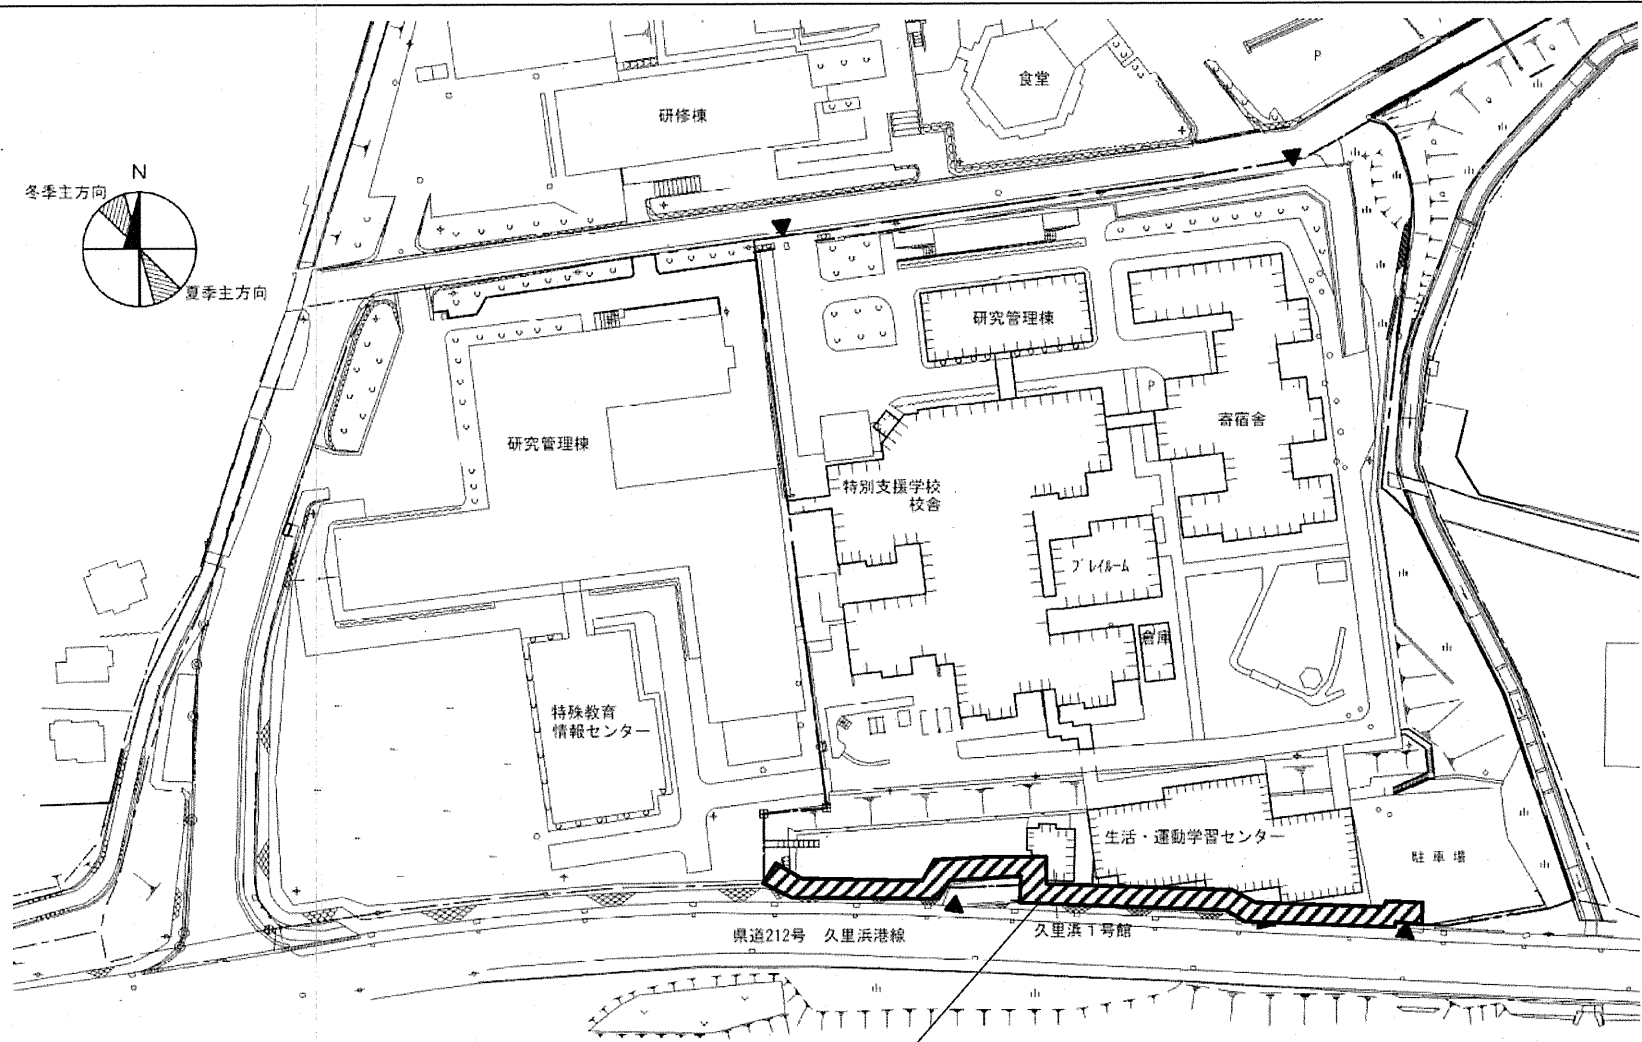 食堂
P
研修棟
N
冬季主方向
夏季主方向
研究管理棟
P
寄宿舎
研究管理棟
特別支援学校
校舎
プレイルーム
倉庫
特殊教育
情報センター
生活・運動学習センター
駐車場
県道212号 久里浜港線
久里浜1号館